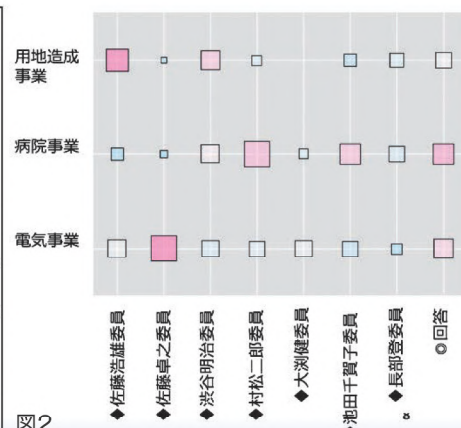 用地造成
事業
病院事業
電気事業
◆佐藤浩雄委員
◆佐藤卓之委員
◆渋谷明治委員
◆村松二郎委員
◆大渕健委員
池田千賀子委員
◆長部登委員
◎回答
図2